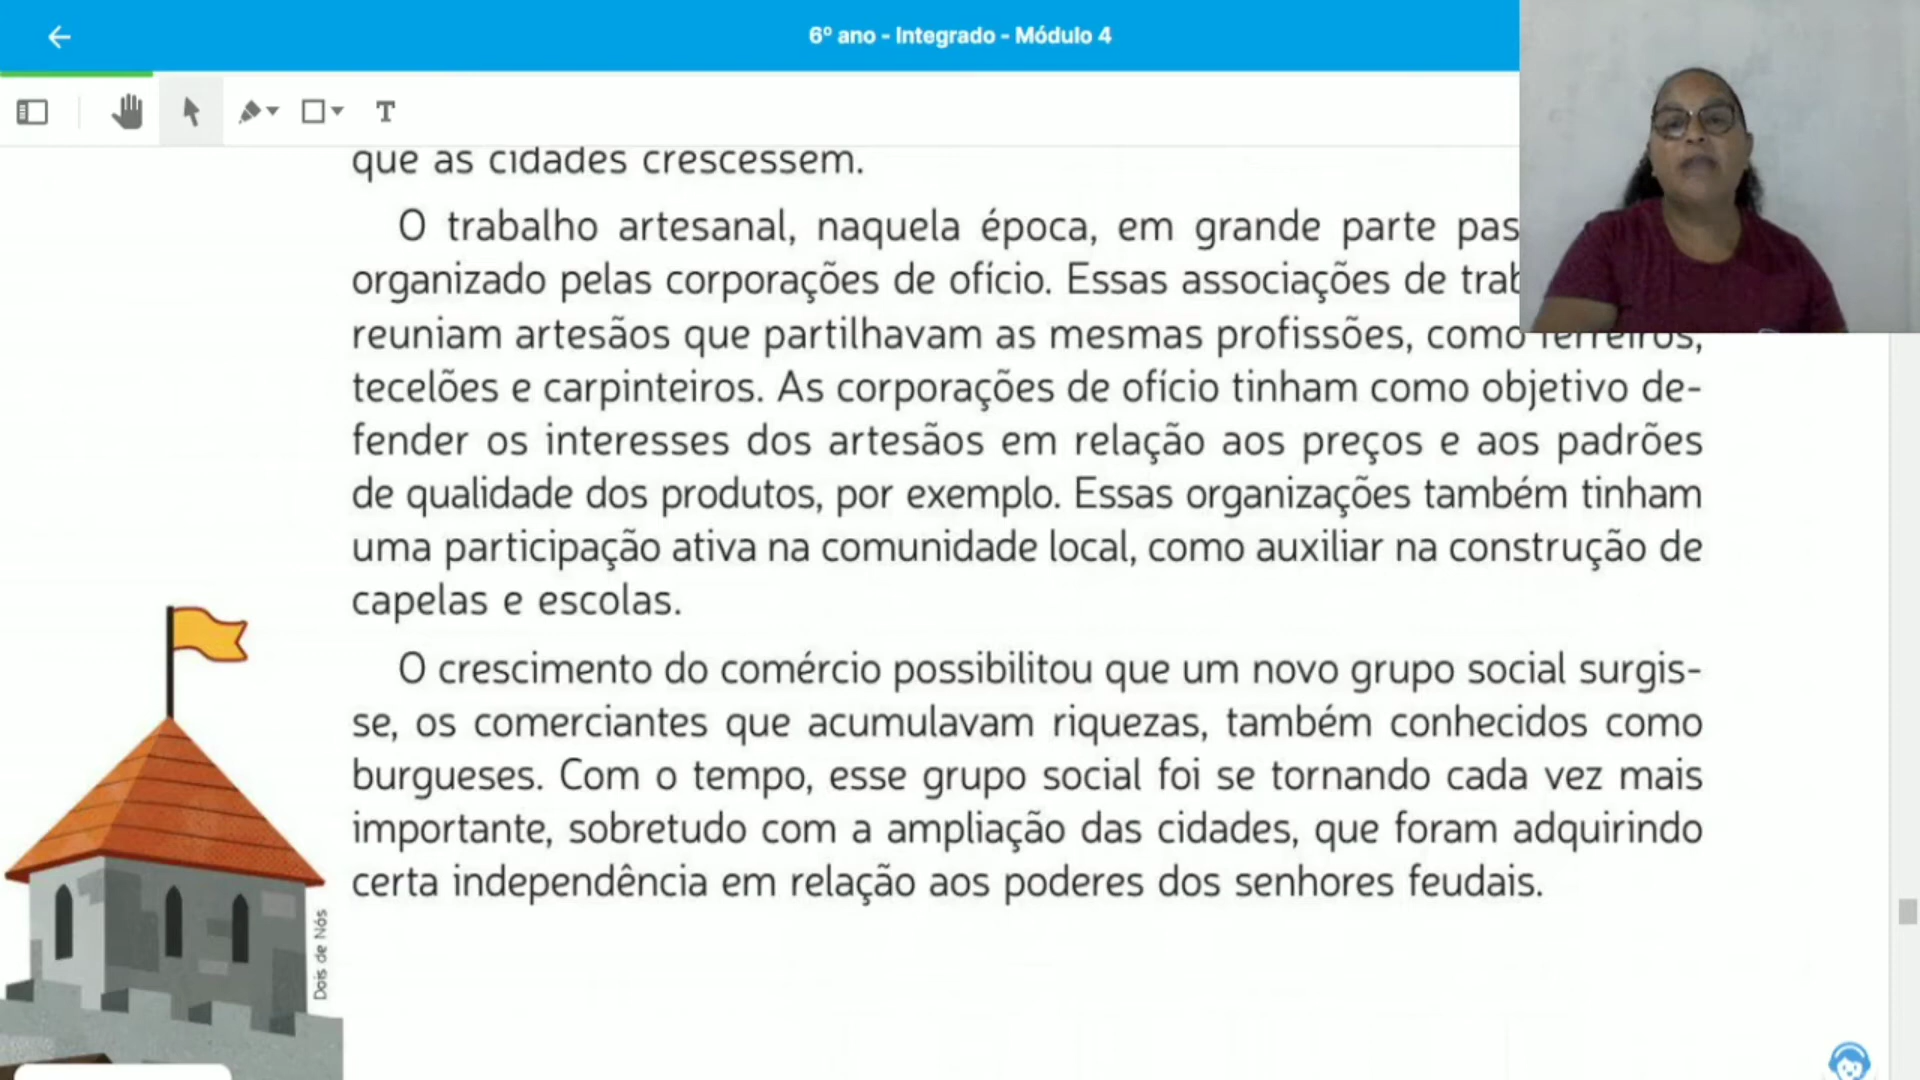 6º ano - Integrado - Módulo 4
T
que as cidades crescessem.
O trabalho artesanal, naquela época, em grande parte
organizado pelas corporações de ofício. Essas associações de
reuniam artesãos que partilhavam as mesmas profissões, como ferreiros,
tecelões e carpinteiros. As corporações de ofício tinham como objetivo de-
fender os interesses dos artesãos em relação aos preços e aos padrões
de qualidade dos produtos, por exemplo. Essas organizações também tinham
uma participação ativa na comunidade local, como auxiliar na construção de
capelas e escolas.
O crescimento do comércio possibilitou que um novo grupo social surgis-
se, os comerciantes que acumulavam riquezas, também conhecidos como
burgueses. Com o tempo, esse grupo social foi se tornando cada vez mais
importante, sobretudo com a ampliação das cidades, que foram adquirindo
certa independência em relação aos poderes dos senhores feudais.
Dois de Nós